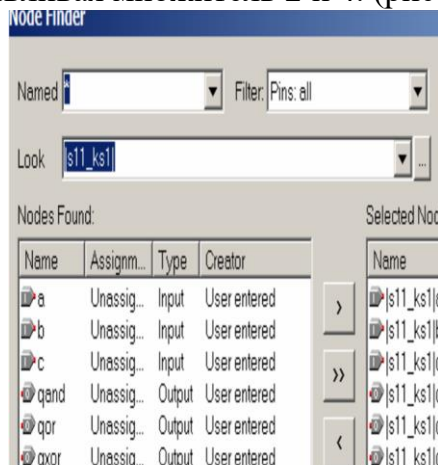 Node Finder
Named * Filter: Pins: all
Look |s11_ks1| ...
Nodes Found: Selected Nod
Name Assignm... Type Creator Name
a Unassig... Input User entered |s11_ks1|a
b Unassig... Input User entered |s11_ks1|b
c Unassig... Input User entered > |s11_ks1|c
qand Unassig... Output User entered >> |s11_ks1|
qor Unassig... Output User entered |s11_ks1|
qxor Unassig... Output User entered < |s11_ks1|